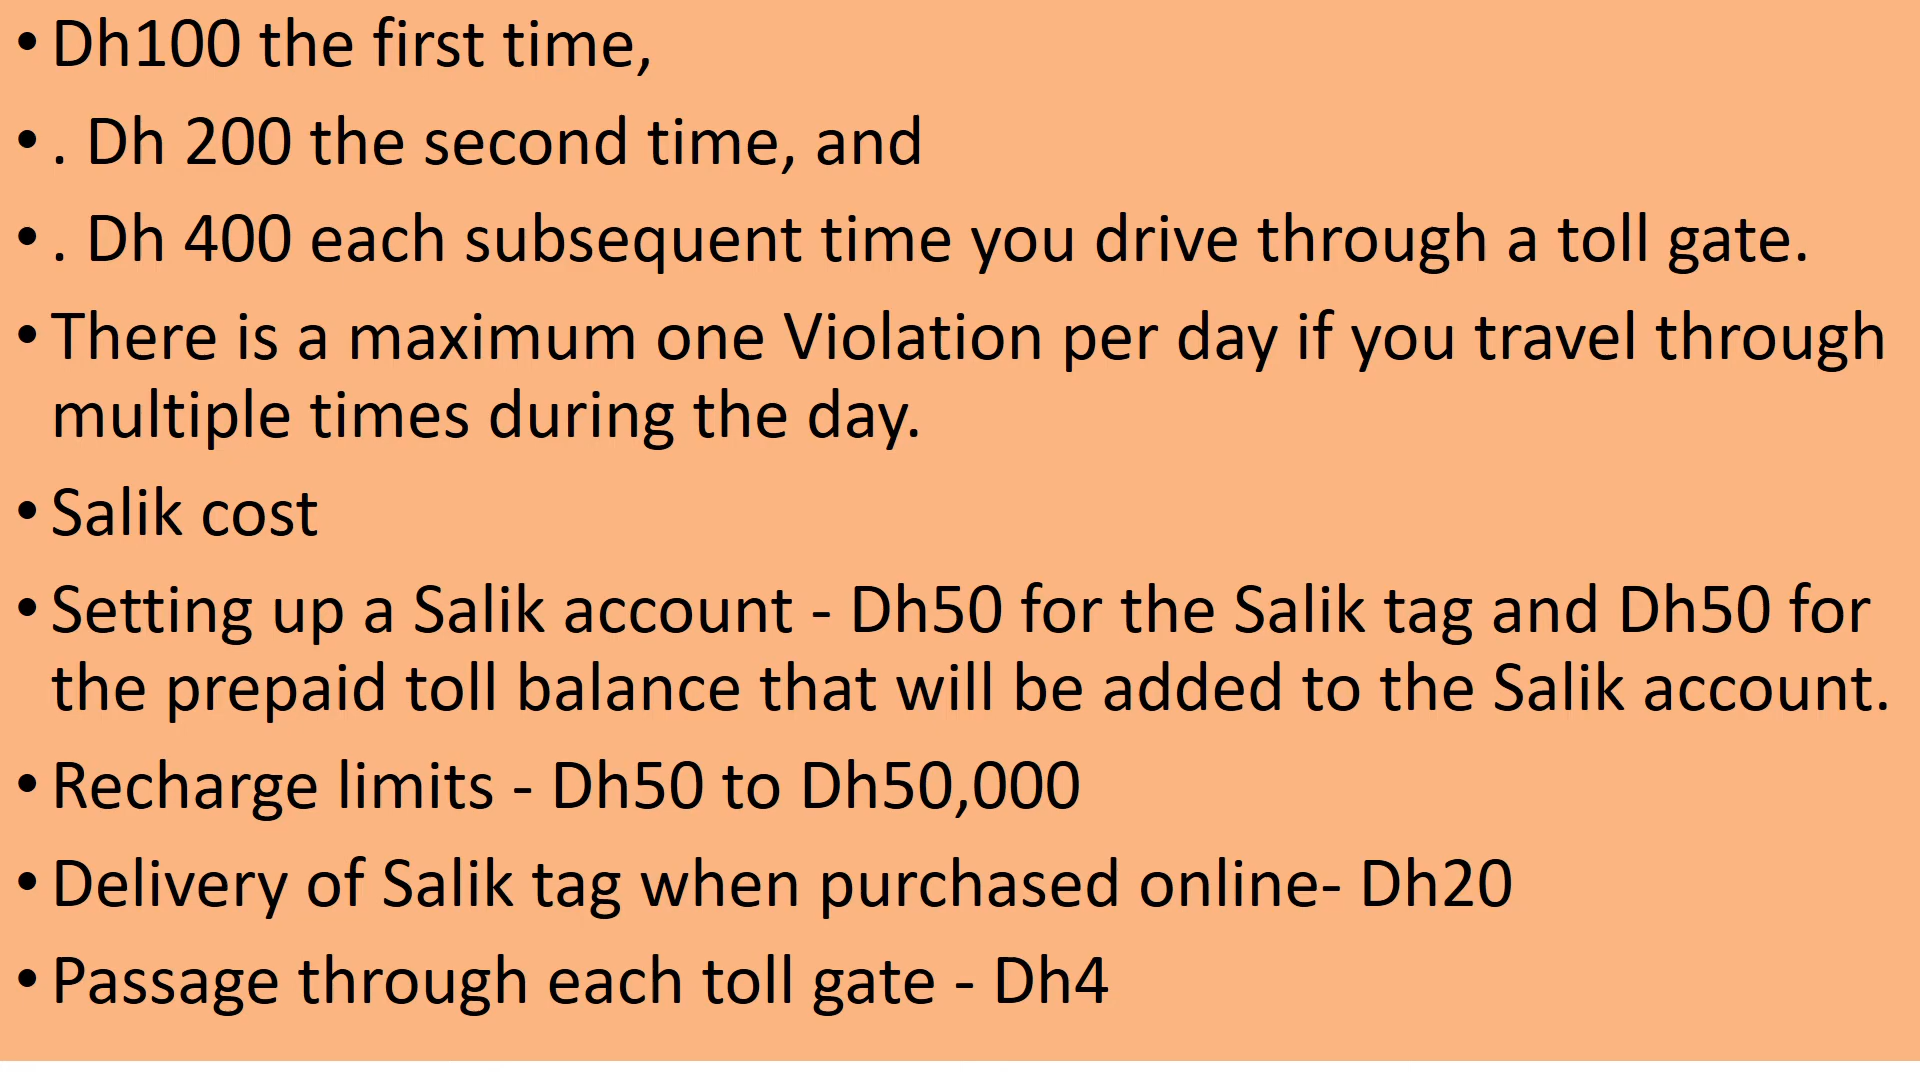 • Dh100 the first time,
• . Dh 200 the second time, and
• . Dh 400 each subsequent time you drive through a toll gate.
• There is a maximum one Violation per day if you travel through
multiple times during the day.
• Salik cost
• Setting up a Salik account - Dh50 for the Salik tag and Dh50 for
the prepaid toll balance that will be added to the Salik account.
• Recharge limits - Dh50 to Dh50,000
• Delivery of Salik tag when purchased online- Dh20
• Passage through each toll gate - Dh4